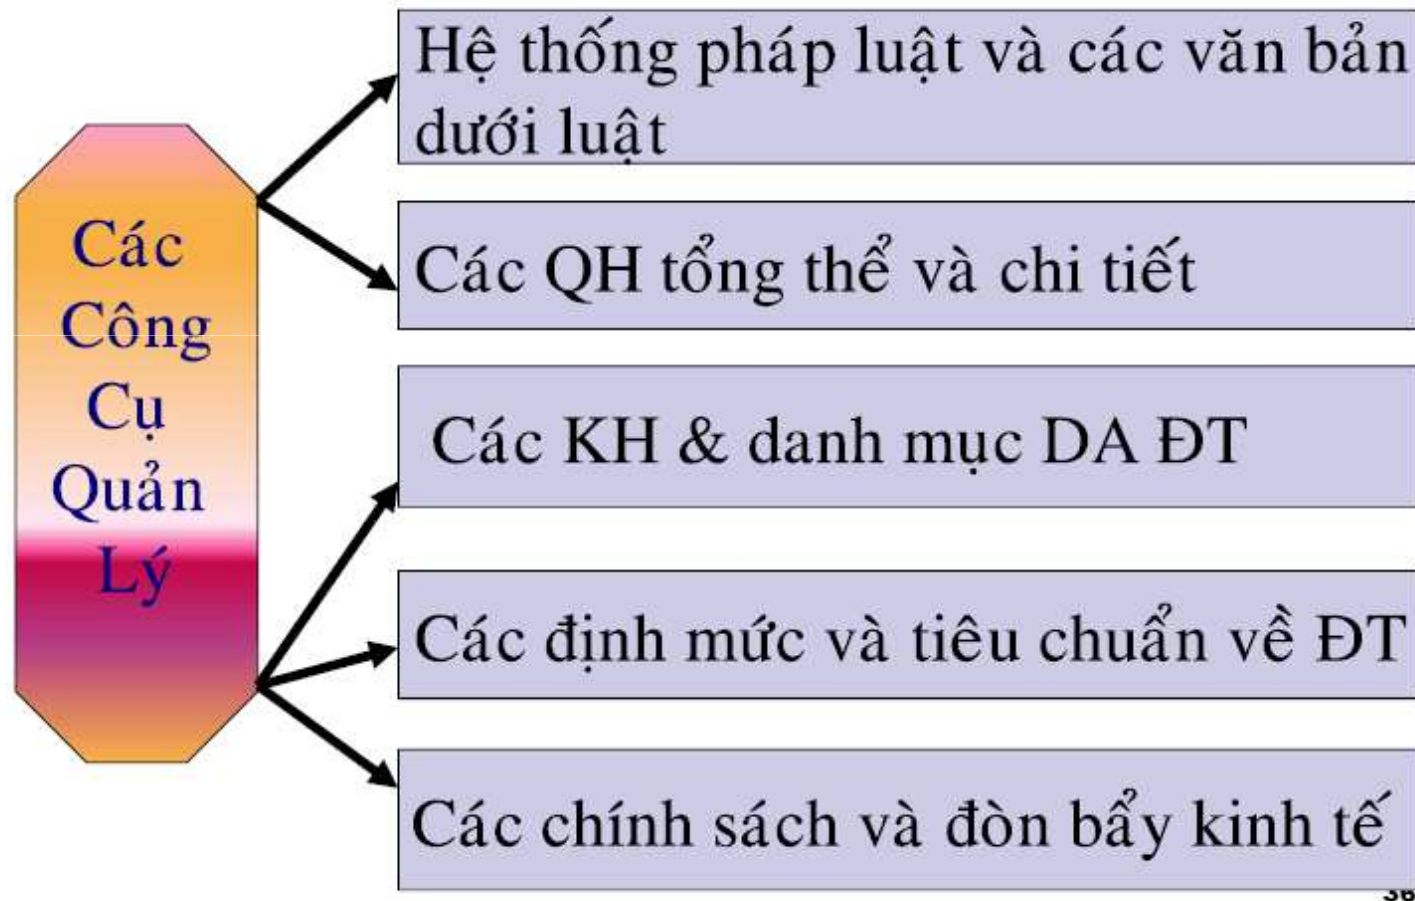 Các
Công
Cụ
Quản
Lý
Hệ thống pháp luật và các văn bản
dưới luật
Các QH tổng thể và chi tiết
Các KH & danh mục DA ĐT
Các định mức và tiêu chuẩn về ĐT
Các chính sách và đòn bẩy kinh tế
36